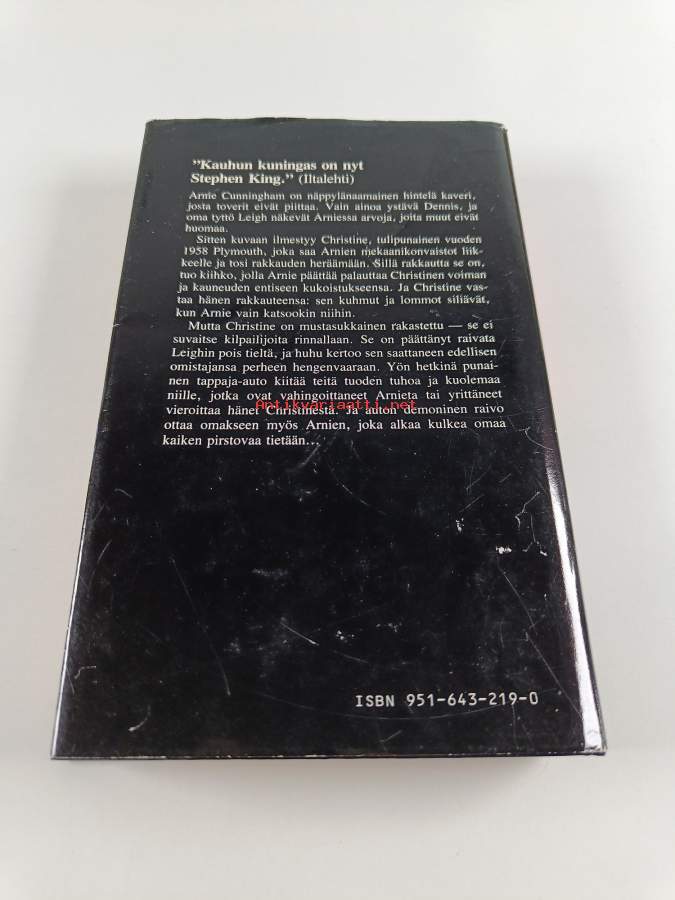 ”Kauhun kuningas on nyt
Stephen King.” (Iltalehti)
Arnie Cunningham on näppylänaamainen hintelä kaveri,
josta toverit eivät piittaa. Vain ainoa ystävä Dennis, ja
oma tyttö Leigh näkevät Arniessa arvoja, joita muut eivät
huomaa.
Sitten kuvaan ilmestyy Christine, tulipunainen vuoden
1958 Plymouth, joka saa Arnien mekaanikonvaistot liik-
keelle ja tosi rakkauden heräämään. Sillä rakkautta se on,
tuo kiihko, jolla Arnie päättää palauttaa Christinen voiman
ja kauneuden entiseen kukoistukseensa. Ja Christine vas-
taa hänen rakkauteensa: sen kuhmut ja lommot siliävät,
kun Arnie vain katsookin niihin.
Mutta Christine on mustasukkainen rakastettu — se ei
suvaitse kilpailijoita rinnallaan. Se on päättänyt raivata
Leighin pois tieltä, ja huhu kertoo sen saattaneen edellisen
omistajansa perheen hengenvaaraan. Yön hetkinä punai-
nen tappaja-auto kiitää teitä tuoden tuhoa ja kuolemaa
niille, jotka ovat vahingoittaneet Arnieta tai yrittäneet
Antikvariaatti.net
vieroittaa hänet Christinestä. Ja auton demoninen raivo
ottaa omakseen myös Arnien, joka alkaa kulkea omaa
kaiken pirstovaa tietään...
ISBN 951-643-219-0